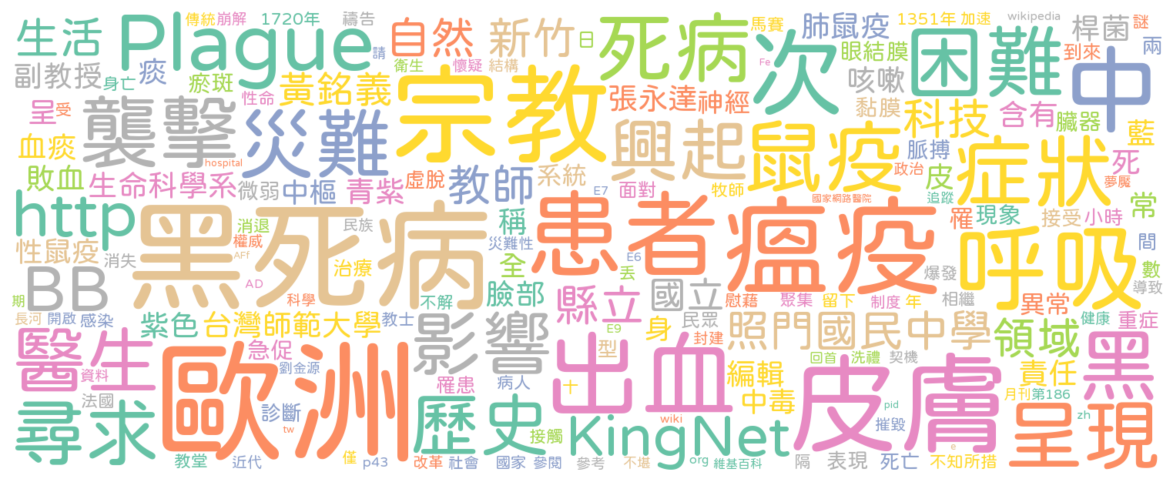 傳統 崩解 1720年 禱告
生活 Plague 請 自然 新竹 日 死病 馬賽 次 肺鼠疫 1351年 加速 wikipedia 桿菌 謎
副教授 痰 身亡 瘀斑 衛生 懷疑 結構 Fe 眼結膜 困難 到來 兩 中
呈 受 襲擊 性命 黃銘義 宗教 張永達 神經 咳嗽 黏膜 含有 臟器
血痰 災難 興起 鼠疫 科技 藍
敗血 hospital 虛脫 教師 系統 脈搏 症狀 死
生命科學系 微弱 中樞 青紫 E7 面對 牧師 政治 皮 追蹤 夢魘
http 消退 民族 稱 國家網路醫院 罹 現象 接受 小時 常
性鼠疫 消失 權威 AFf 黑死病 災難性 患者 瘟疫 呼吸 間
BB 治療 全 E6 丟 爆發 數 導致
AD 科學 不解 臉部 縣立 國立 慰藉 聚集 留下 制度 年 相繼 異常
期 長河 開啟 感染 紫色 台灣師範大學 教士 影響 E9 身 民眾 封建 照門國民中學 領域 健康 重症
醫生 急促 型 回首 洗禮 契機 黑
資料 劉金源 罹患 病人 十 出血 編輯 責任
法國 診斷 歐洲 中毒 皮膚 pid 月刊 第186
尋求 tw 歷史 接觸 KingNet wiki 摧毀 zh 呈現
教堂 近代 僅 p43 改革 社會 國家 參閱 參考 不堪 org 維基百科 隔 表現 死亡 e 不知所措